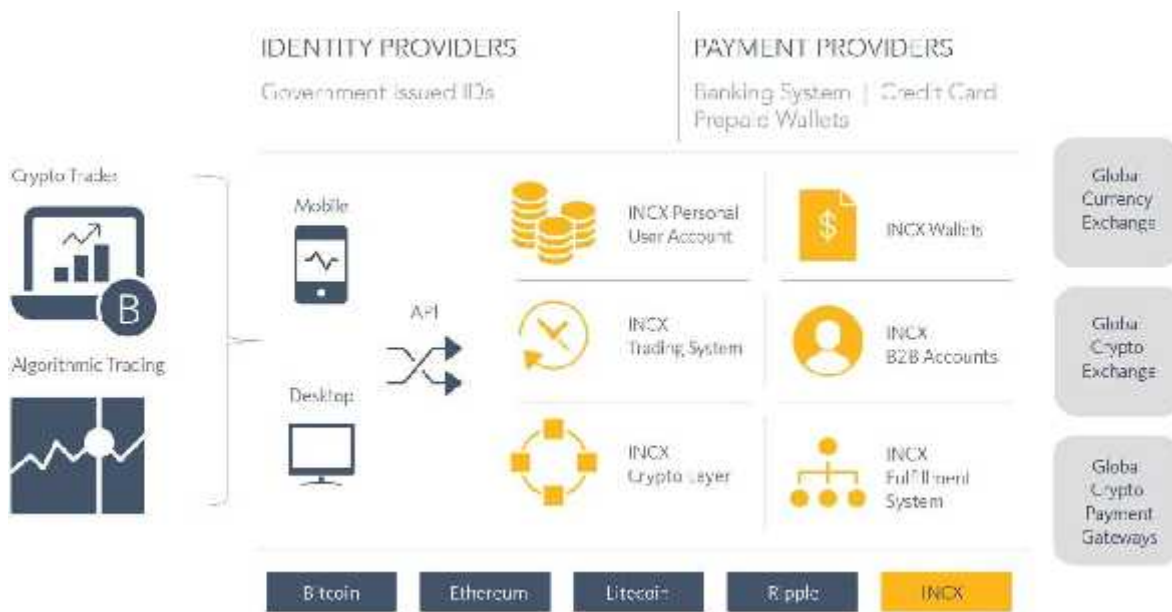 IDENTITY PROVIDERS
Government issued IDs
PAYMENT PROVIDERS
Banking System | Credit Card
Prepaid Wallets
Crypto Trader
B
Algorithmic Trading
Mobile
Desktop
API
INCX Personal
User Account
$
INCX Wallets
INCX
Trading System
INCX
B2B Accounts
INCX
Crypto Layer
INCX
Fulfillment
System
Global
Currency
Exchange
Global
Crypto
Exchange
Global
Crypto
Payment
Gateways
Bitcoin
Ethereum
Litecoin
Ripple
INCX